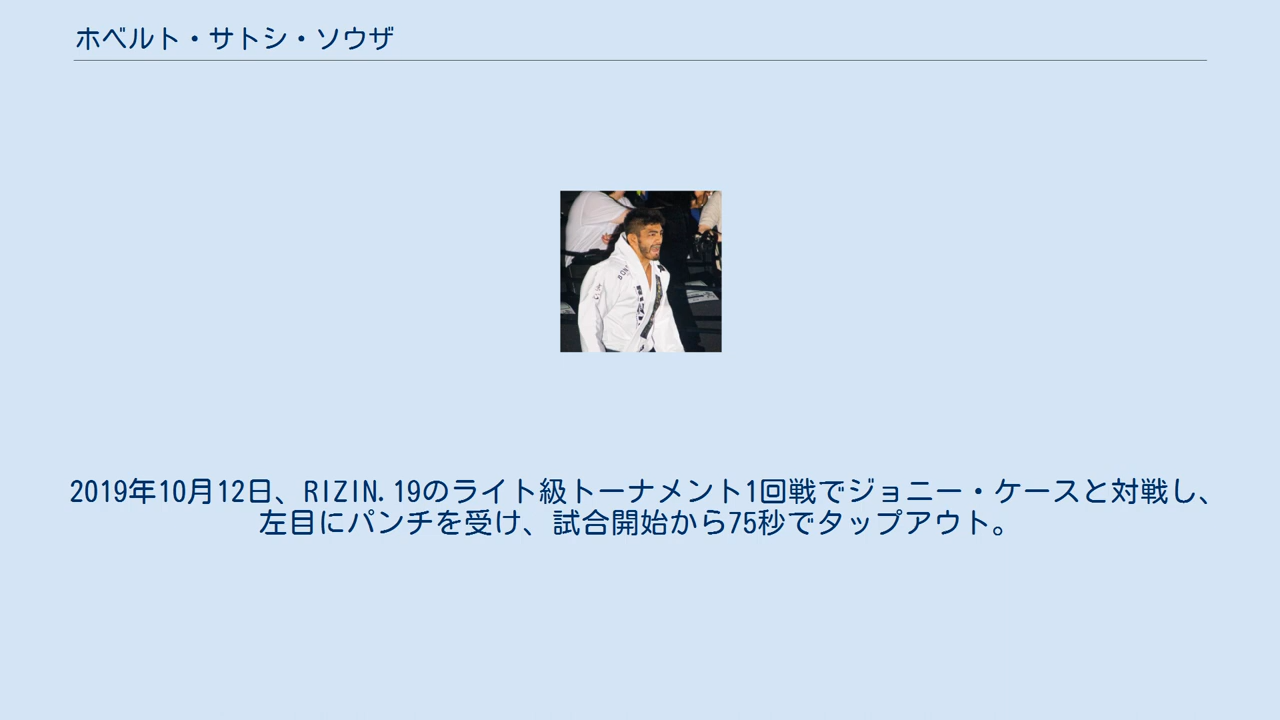 ホベルト・サトシ・ソウザ
2019年10月12日、RIZIN.19のライト級トーナメント1回戦でジョニー・ケースと対戦し、
左目にパンチを受け、試合開始から75秒でタップアウト。